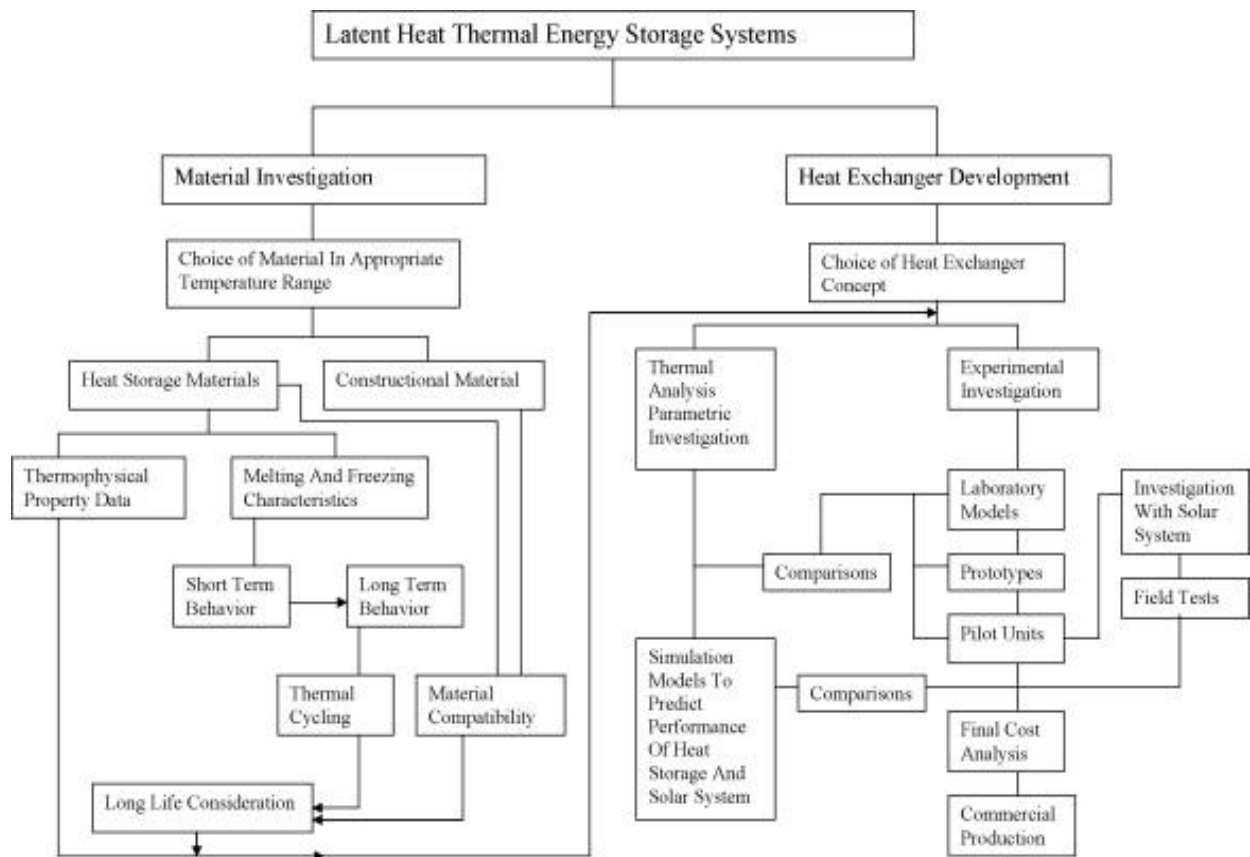 Latent Heat Thermal Energy Storage Systems
Material Investigation
Heat Exchanger Development
Choice of Material In Appropriate
Temperature Range
Choice of Heat Exchanger
Concept
Heat Storage Materials
Constructional Material
Thermal
Analysis
Parametric
Investigation
Experimental
Investigation
Thermophysical
Property Data
Melting And Freezing
Characteristics
Laboratory
Models
Investigation
With Solar
System
Short Term
Behavior
Long Term
Behavior
Comparisons
Prototypes
Field Tests
Pilot Units
Simulation
Models To
Predict
Performance
Of Heat
Storage And
Solar System
Thermal
Cycling
Material
Compatibility
Comparisons
Final Cost
Analysis
Long Life Consideration
Commercial
Production